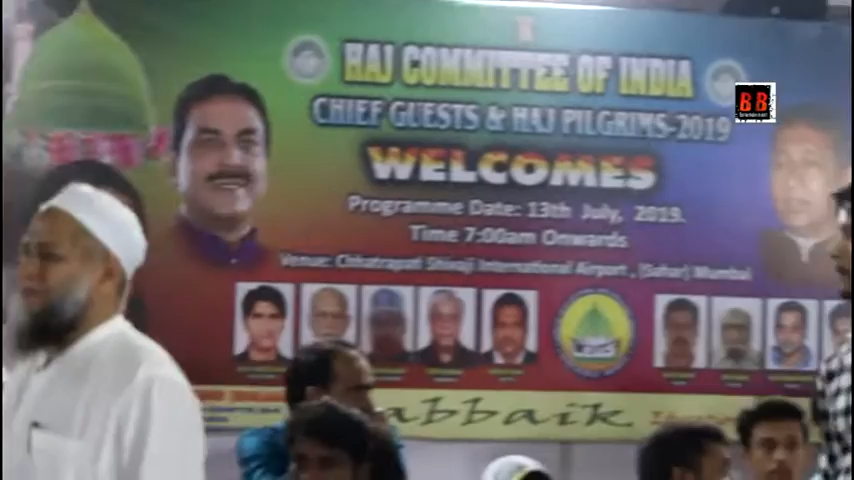 HAJ COMMITTEE OF INDIA
BB
CHIEF GUESTS & HAJ PILGRIMS-2019
WELCOMES
Programme Date: 13th July, 2019.
Time 7:00am Onwards
Venue: Chhatrapati Shivaji International Airport, (Sahar) Mumbai
abbaik